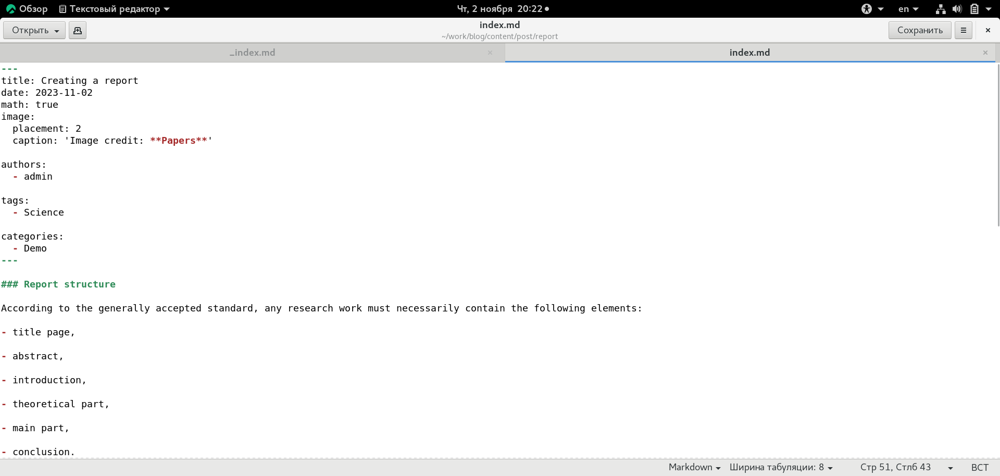 Обзор Текстовый редактор Чт, 2 ноября 20:22 en
Открыть index.md Сохранить
~/work/blog/content/post/report
_index.md index.md
---
title: Creating a report
date: 2023-11-02
math: true
image:
  placement: 2
  caption: 'Image credit: **Papers**'
authors:
  - admin
tags:
  - Science
categories:
  - Demo
---
### Report structure
According to the generally accepted standard, any research work must necessarily contain the following elements:
- title page,
- abstract,
- introduction,
- theoretical part,
- main part,
- conclusion.
Markdown Ширина табуляции: 8 Стр 51, Стлб 43 ВСТ